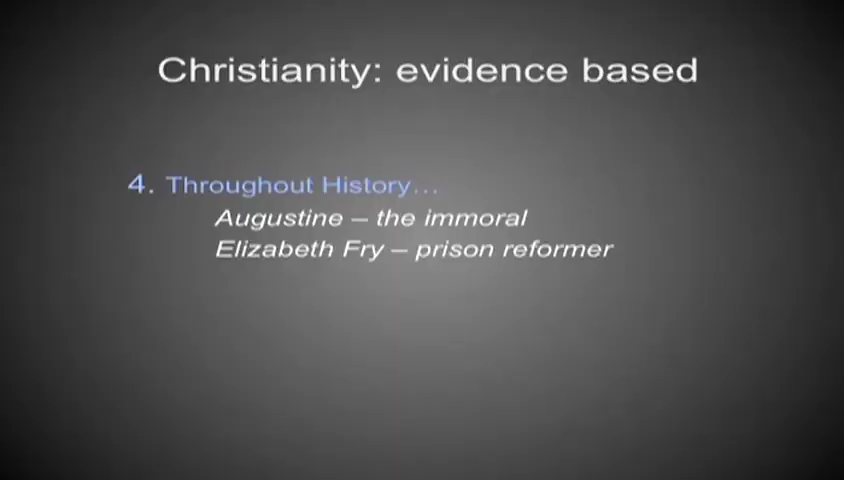 Christianity: evidence based
4. Throughout History...
Augustine – the immoral
Elizabeth Fry – prison reformer